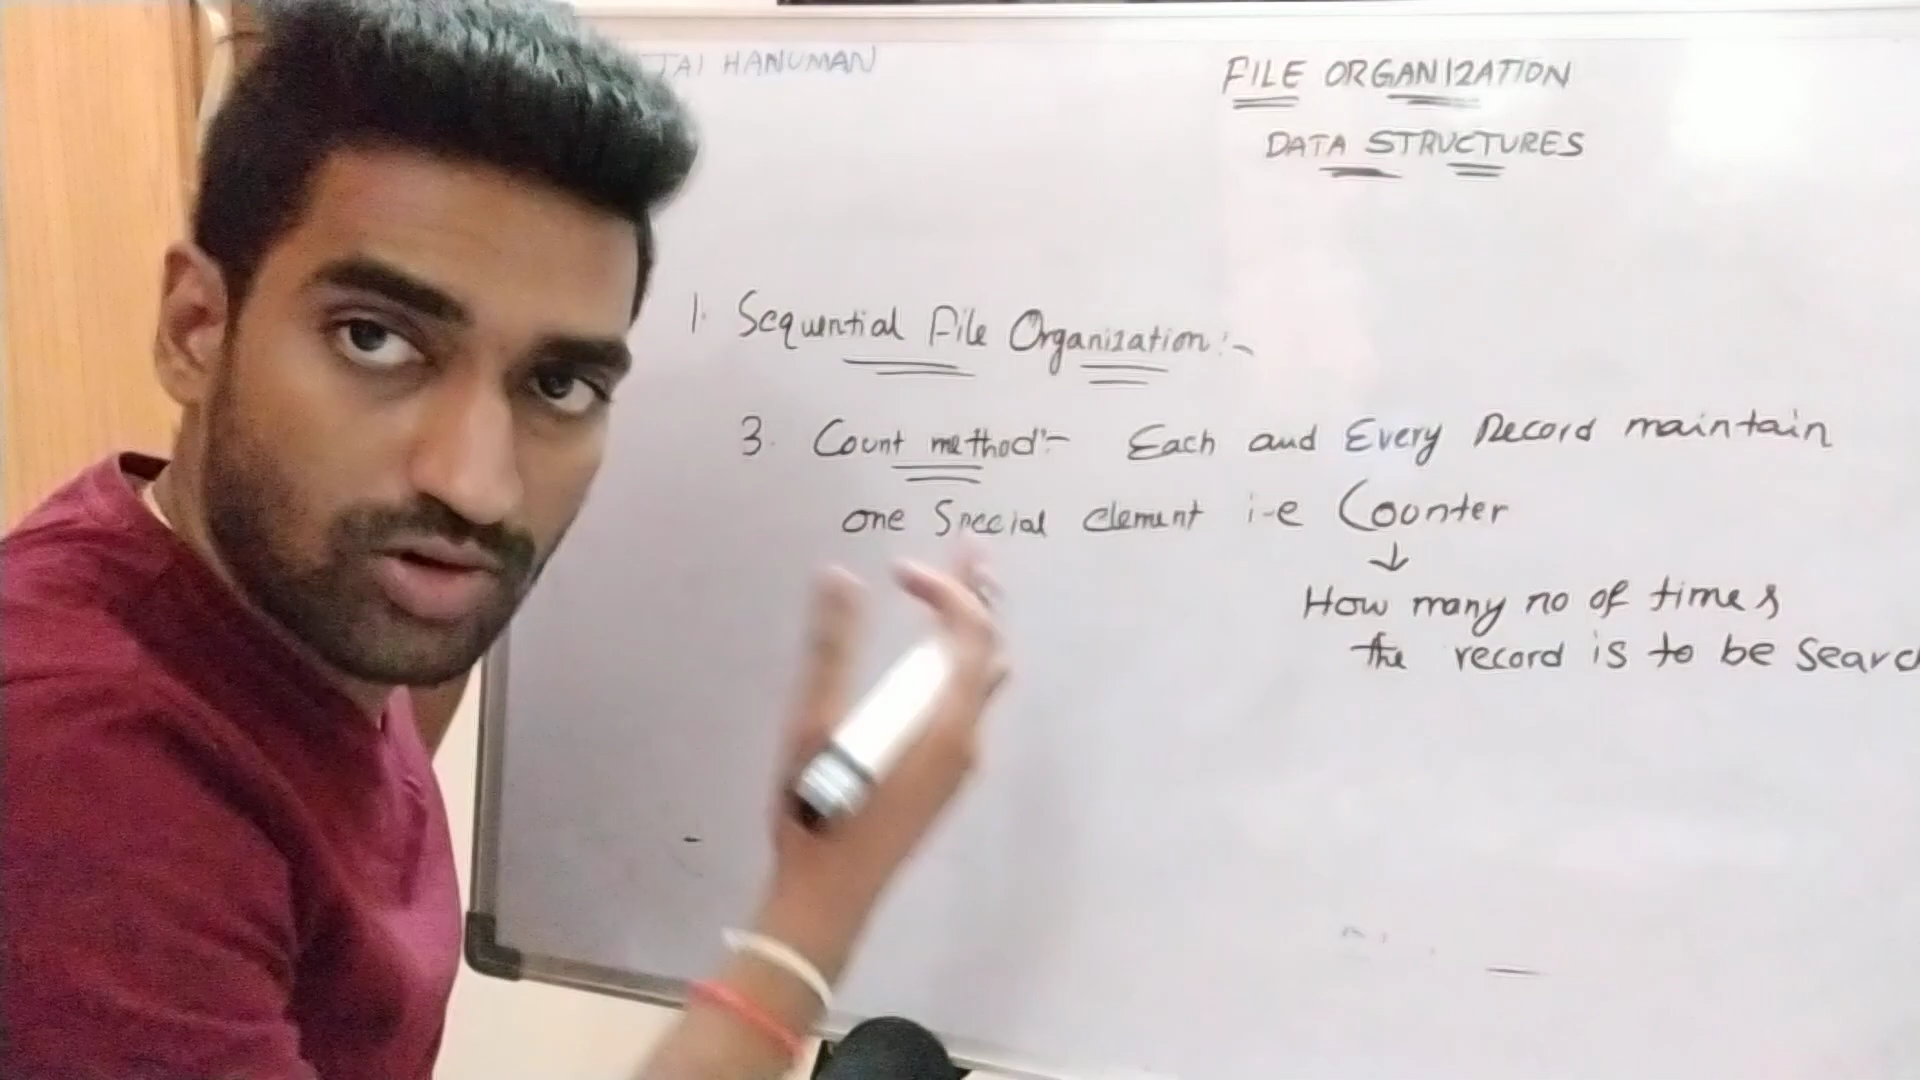 JAI HANUMAN
FILE ORGANIZATION
DATA STRUCTURES
1. Sequential File Organization:-
3. Count method:- Each and Every Record maintain
one Special element i-e Counter
↓
How many no of times
the record is to be Searc